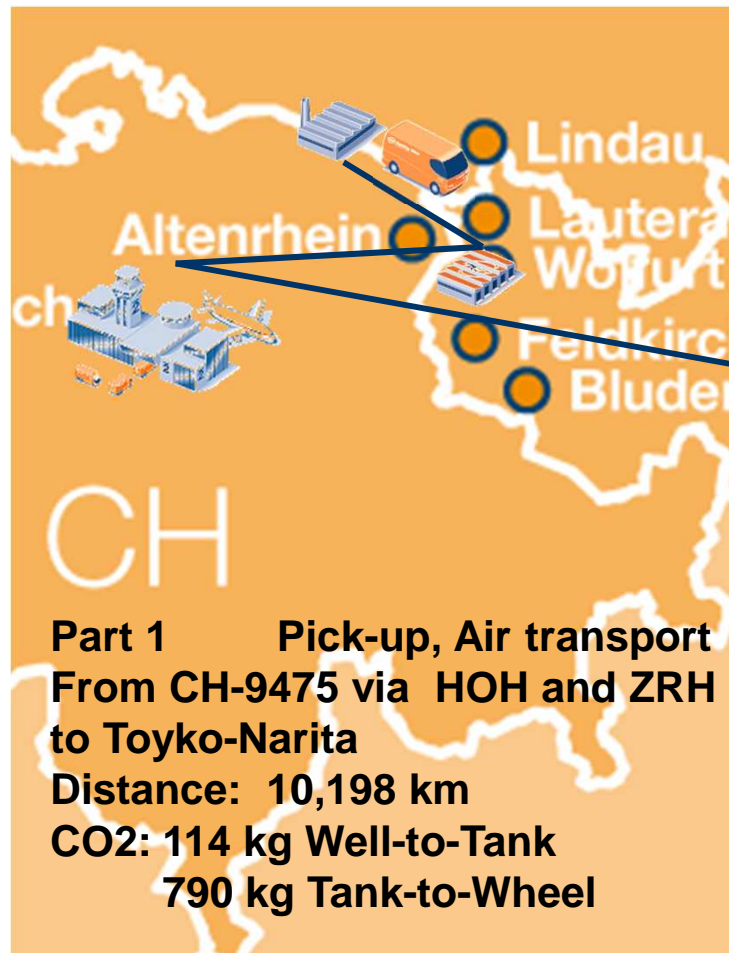 Lindau
Lautera
Altenrhein
Wolfurt
ch
Feldkirc
Bluder
CH
Part 1 Pick-up, Air transport
From CH-9475 via HOH and ZRH
to Toyko-Narita
Distance: 10,198 km
CO2: 114 kg Well-to-Tank
790 kg Tank-to-Wheel